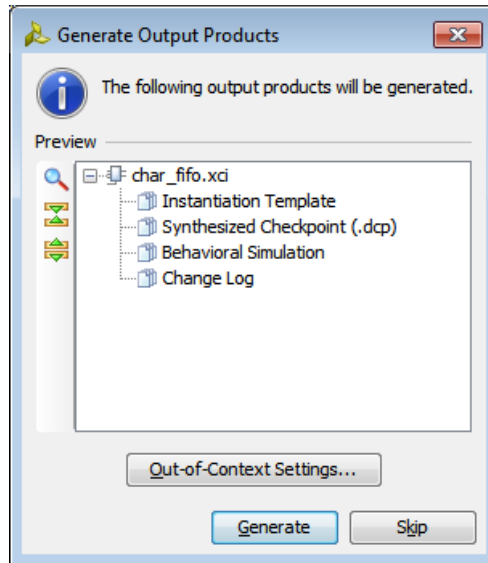 Generate Output Products
The following output products will be generated.
Preview
char_fifo.xci
Instantiation Template
Synthesized Checkpoint (.dcp)
Behavioral Simulation
Change Log
Out-of-Context Settings...
Generate
Skip